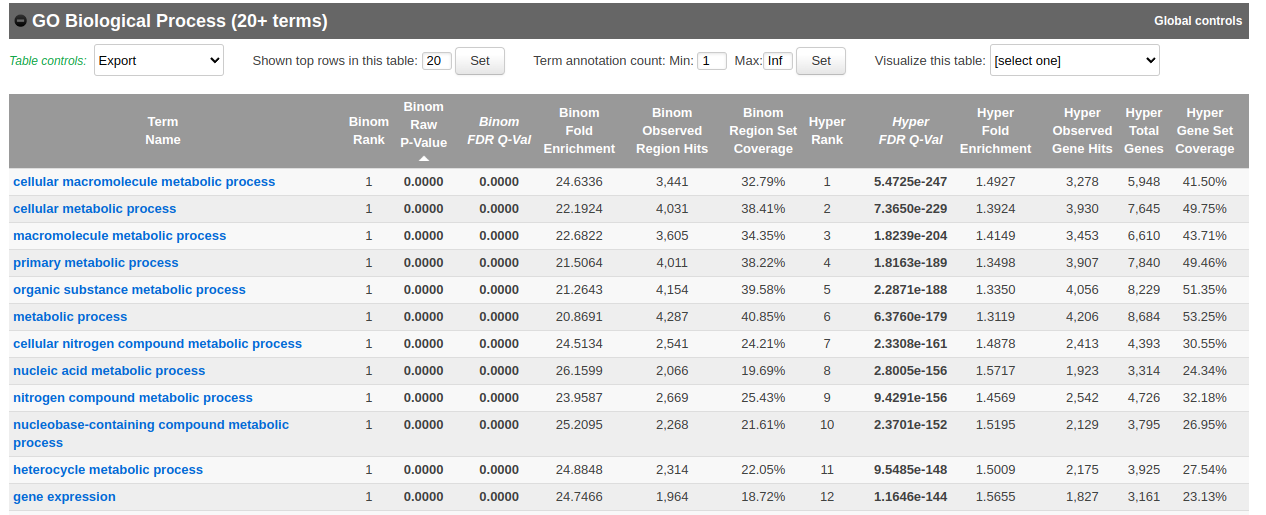 GO Biological Process (20+ terms) Global controls
Table controls: Export Shown top rows in this table: 20 Set Term annotation count: Min: 1 Max: Inf Set Visualize this table: [select one]
Term Name Binom Rank Binom Raw P-Value Binom FDR Q-Val Binom Fold Enrichment Binom Observed Region Hits Binom Region Set Coverage Hyper Rank Hyper FDR Q-Val Hyper Fold Enrichment Hyper Observed Gene Hits Hyper Total Genes Hyper Gene Set Coverage
cellular macromolecule metabolic process 1 0.0000 0.0000 24.6336 3,441 32.79% 1 5.4725e-247 1.4927 3,278 5,948 41.50%
cellular metabolic process 1 0.0000 0.0000 22.1924 4,031 38.41% 2 7.3650e-229 1.3924 3,930 7,645 49.75%
macromolecule metabolic process 1 0.0000 0.0000 22.6822 3,605 34.35% 3 1.8239e-204 1.4149 3,453 6,610 43.71%
primary metabolic process 1 0.0000 0.0000 21.5064 4,011 38.22% 4 1.8163e-189 1.3498 3,907 7,840 49.46%
organic substance metabolic process 1 0.0000 0.0000 21.2643 4,154 39.58% 5 2.2871e-188 1.3350 4,056 8,229 51.35%
metabolic process 1 0.0000 0.0000 20.8691 4,287 40.85% 6 6.3760e-179 1.3119 4,206 8,684 53.25%
cellular nitrogen compound metabolic process 1 0.0000 0.0000 24.5134 2,541 24.21% 7 2.3308e-161 1.4878 2,413 4,393 30.55%
nucleic acid metabolic process 1 0.0000 0.0000 26.1599 2,066 19.69% 8 2.8005e-156 1.5717 1,923 3,314 24.34%
nitrogen compound metabolic process 1 0.0000 0.0000 23.9587 2,669 25.43% 9 9.4291e-156 1.4569 2,542 4,726 32.18%
nucleobase-containing compound metabolic process 1 0.0000 0.0000 25.2095 2,268 21.61% 10 2.3701e-152 1.5195 2,129 3,795 26.95%
heterocycle metabolic process 1 0.0000 0.0000 24.8848 2,314 22.05% 11 9.5485e-148 1.5009 2,175 3,925 27.54%
gene expression 1 0.0000 0.0000 24.7466 1,964 18.72% 12 1.1646e-144 1.5655 1,827 3,161 23.13%